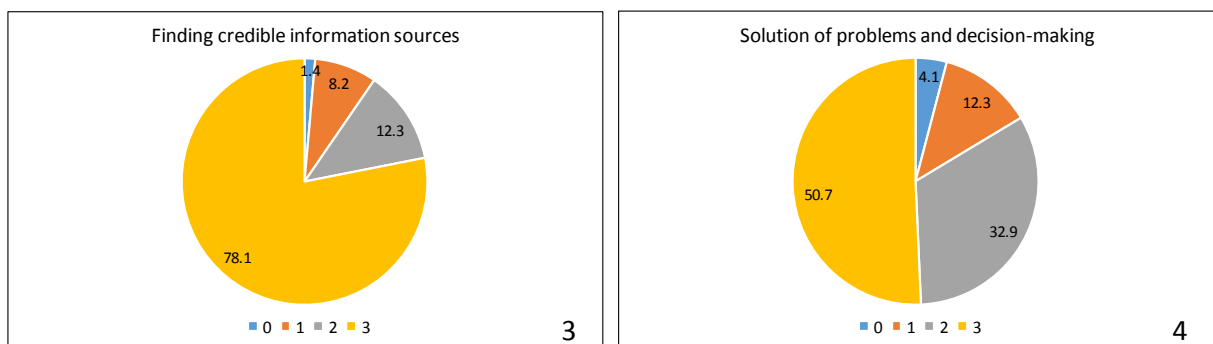 Finding credible information sources
1.4
8.2
12.3
78.1
0 1 2 3
3
Solution of problems and decision-making
4.1
12.3
32.9
50.7
0 1 2 3
4